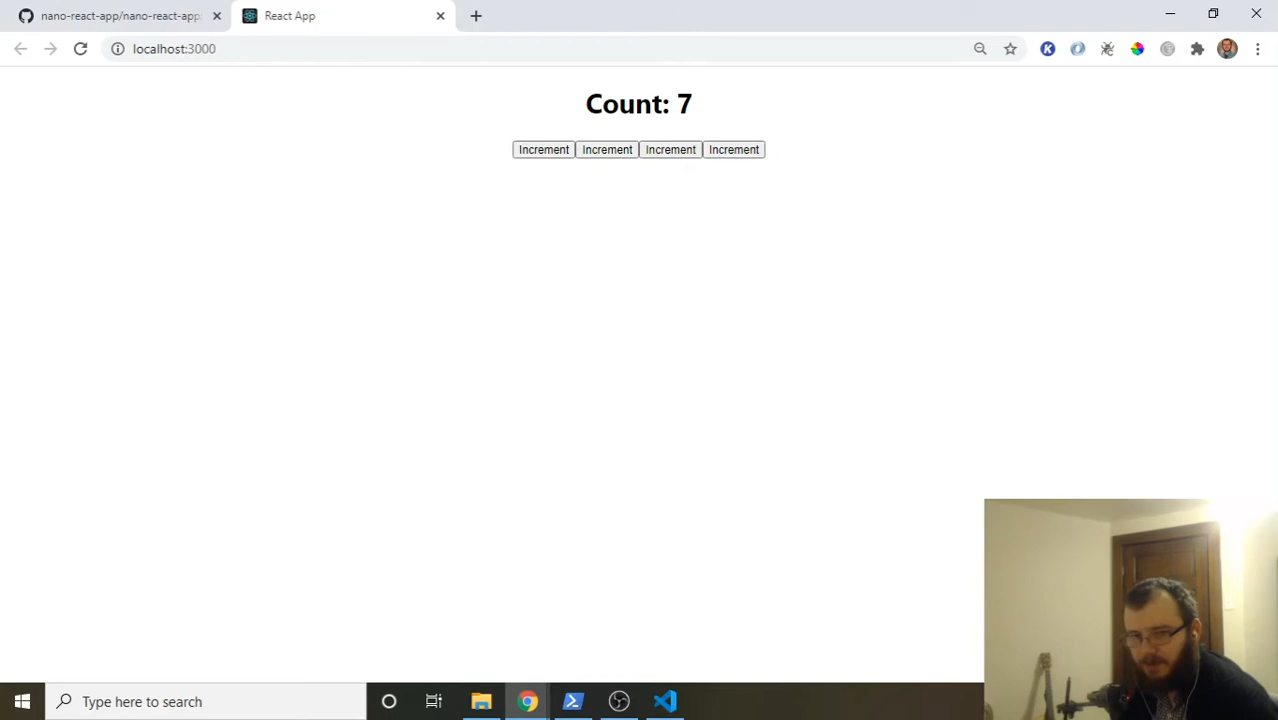 nano-react-app/nano-react-app:
React App
localhost:3000
Count: 7
Increment Increment Increment Increment
Type here to search